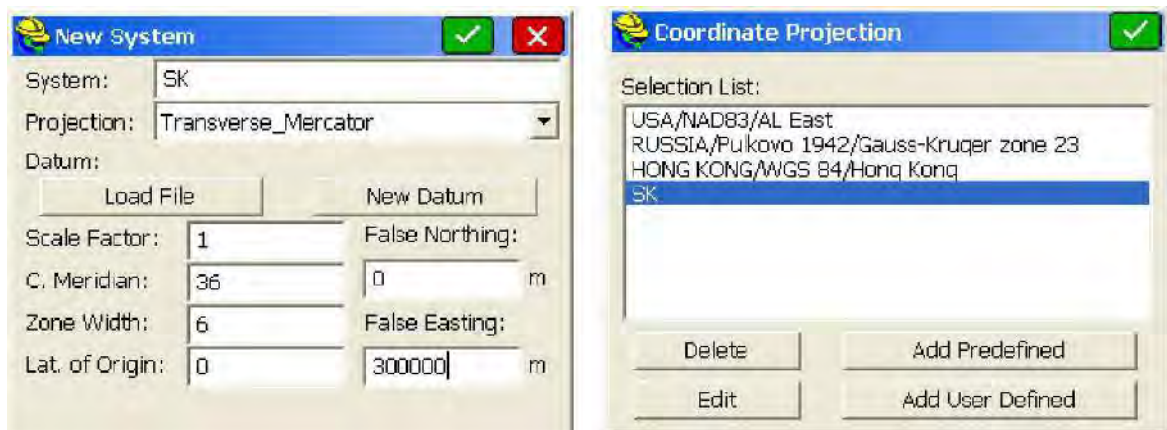 New System
System: SK
Projection: Transverse_Mercator
Datum:
Load File New Datum
Scale Factor: 1 False Northing:
C. Meridian: 36 0 m
Zone Width: 6 False Easting:
Lat. of Origin: 0 300000 m
Coordinate Projection
Selection List:
USA/NAD83/AL East
RUSSIA/Pulkovo 1942/Gauss-Kruger zone 23
HONG KONG/WGS 84/Hong Kong
SK
Delete Add Predefined
Edit Add User Defined